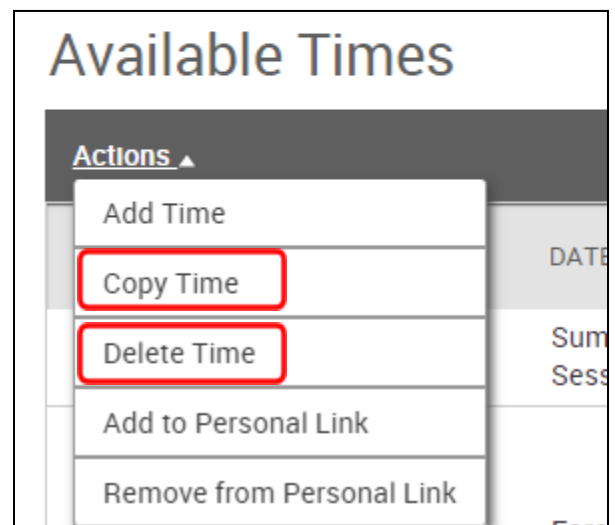 Available Times
Actions
Add Time
DATE
Copy Time
Delete Time
Sum
Sess
Add to Personal Link
Remove from Personal Link